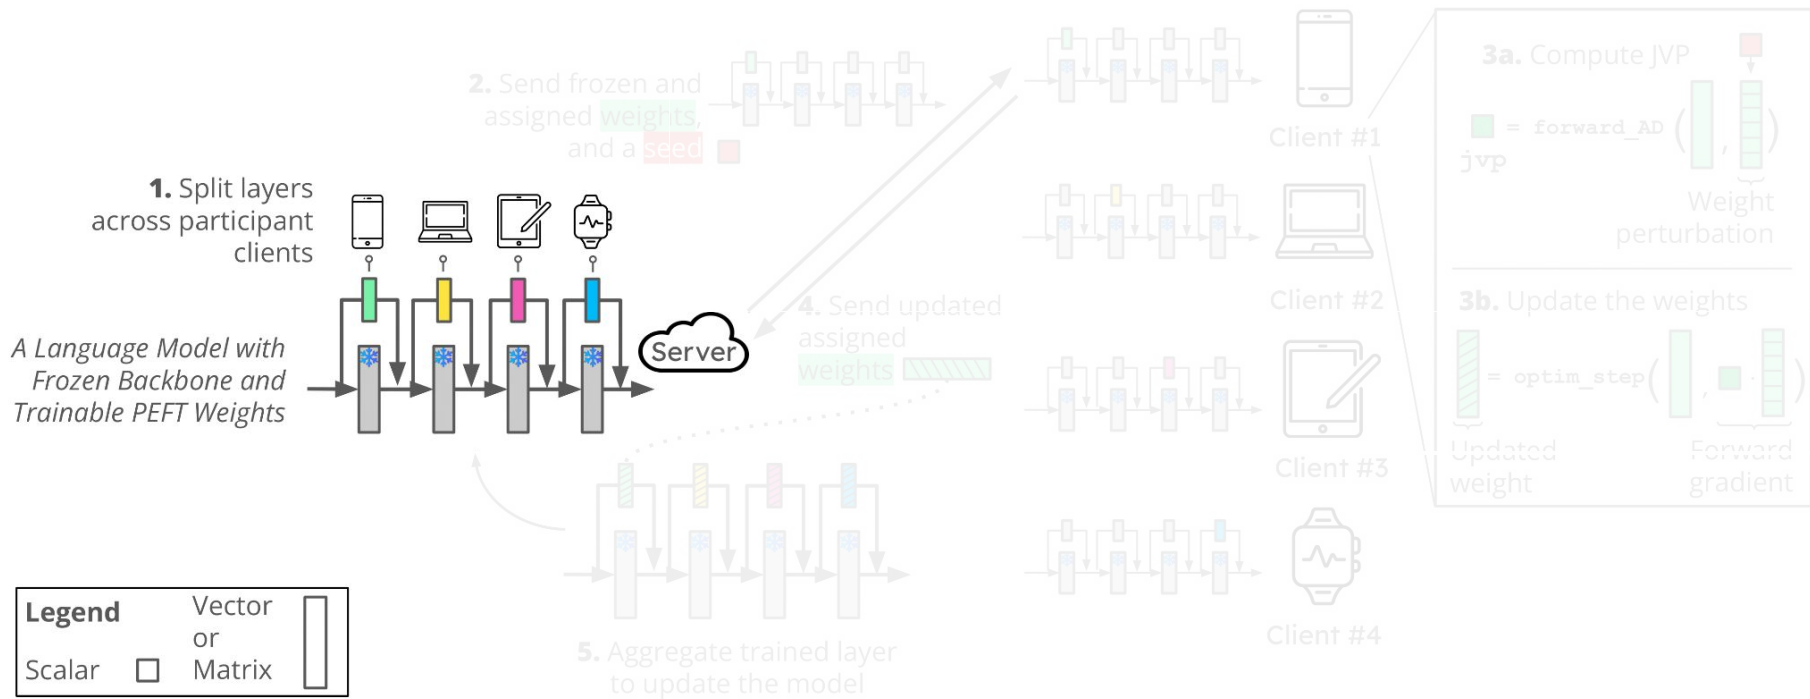 1. Split layers
across participant
clients
A Language Model with
Frozen Backbone and
Trainable PEFT Weights
Server
2. Send frozen and
assigned weights,
and a seed
Client #1
Client #2
Client #3
Client #4
3a. Compute JVP
= forward_AD ( , )
jvp
Weight
perturbation
3b. Update the weights
= optim_step( , · )
Updated
weight
Forward
gradient
4. Send updated
assigned
weights
5. Aggregate trained layer
to update the model
Legend
Scalar
Vector
or
Matrix